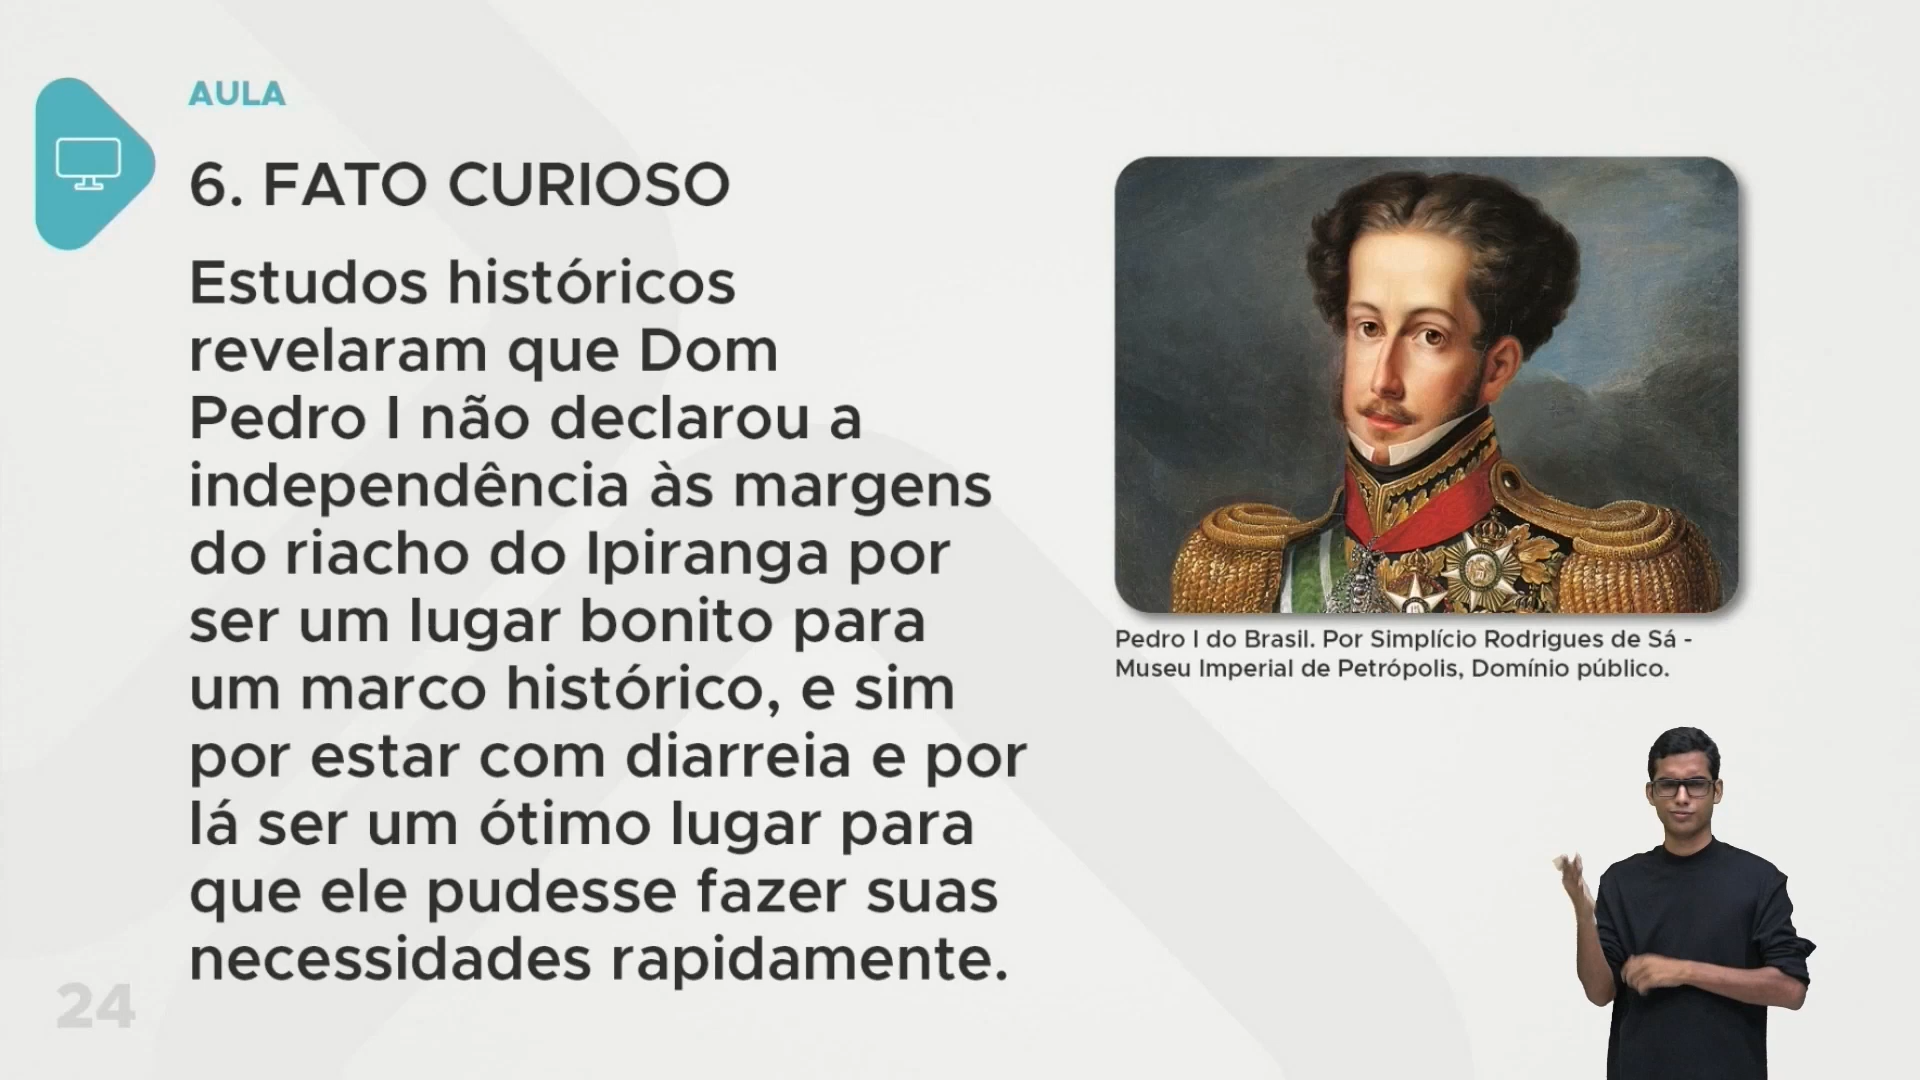 AULA
6. FATO CURIOSO
Estudos históricos
revelaram que Dom
Pedro I não declarou a
independência às margens
do riacho do Ipiranga por
ser um lugar bonito para
um marco histórico, e sim
por estar com diarreia e por
lá ser um ótimo lugar para
que ele pudesse fazer suas
necessidades rapidamente.
Pedro I do Brasil. Por Simplício Rodrigues de Sá -
Museu Imperial de Petrópolis, Domínio público.
24